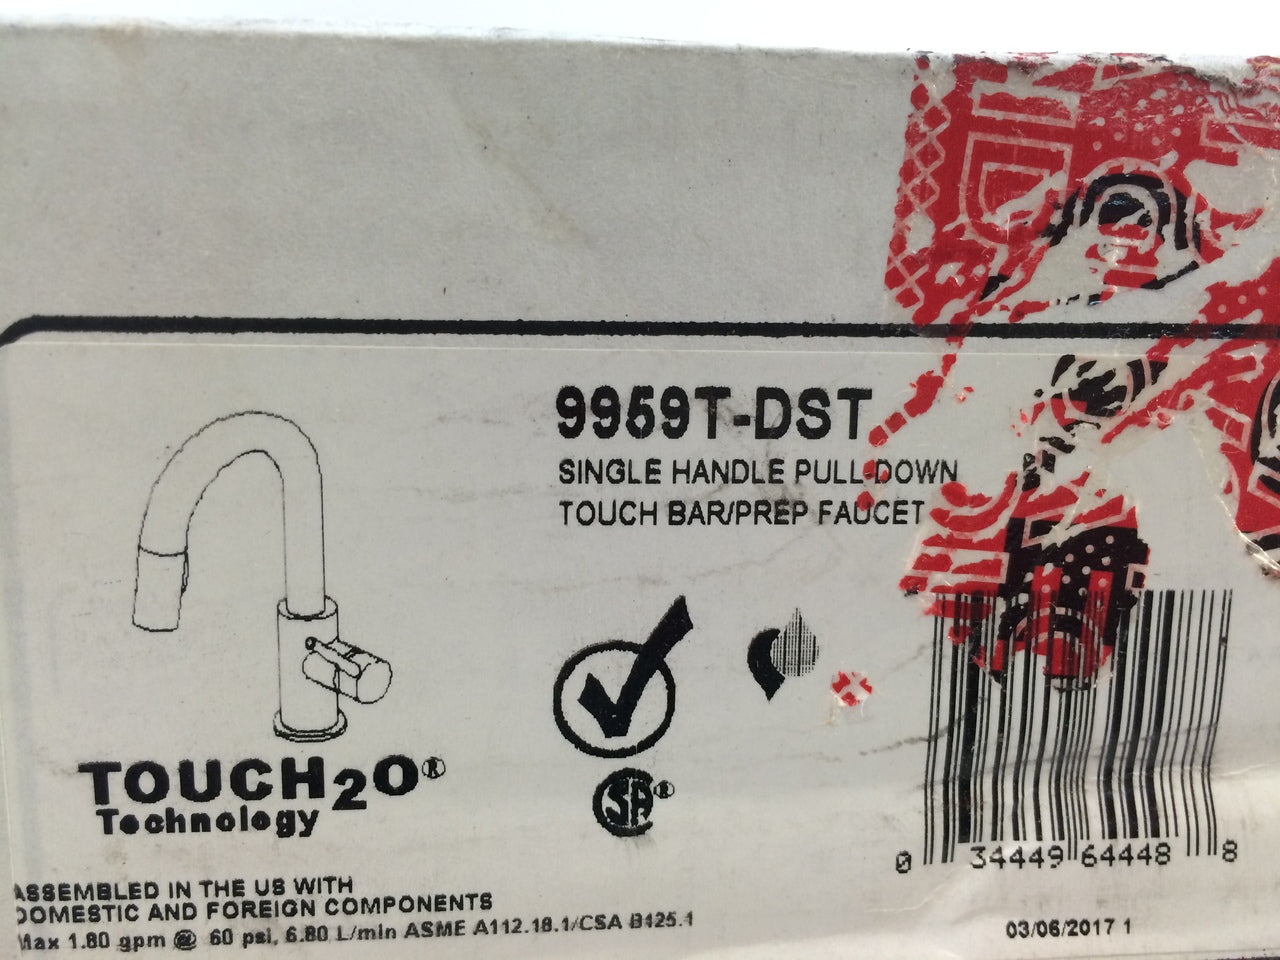 9959T-DST
SINGLE HANDLE PULL-DOWN
TOUCH BAR/PREP FAUCET
TOUCH2O®
Technology
SA®
ASSEMBLED IN THE US WITH
DOMESTIC AND FOREIGN COMPONENTS
Max 1.80 gpm @ 60 psi, 6.80 L/min ASME A112.18.1/CSA B125.1
0 34449 64448 8
03/06/2017 1